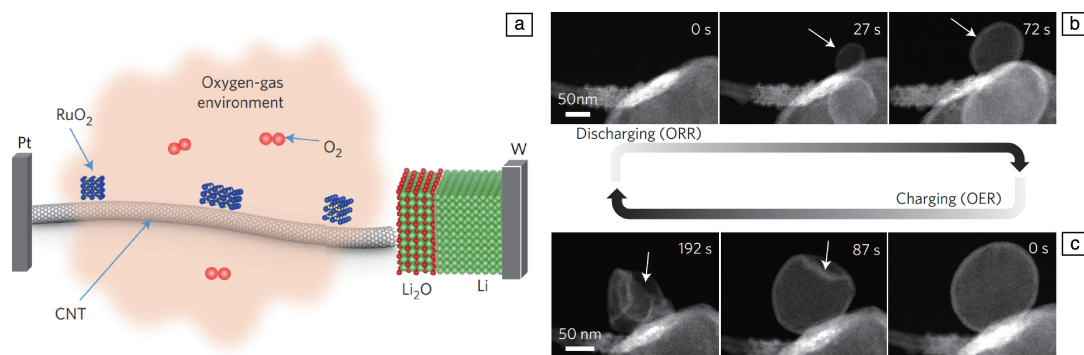 a
Oxygen-gas
environment
RuO₂
Pt
O₂
W
CNT
Li₂O
Li
b
0 s
27 s
72 s
50nm
Discharging (ORR)
Charging (OER)
c
192 s
87 s
0 s
50 nm